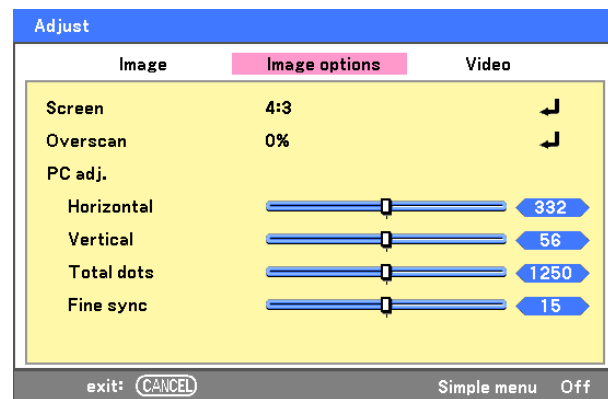 Adjust
Image Image options Video
Screen 4:3
Overscan 0%
PC adj.
Horizontal 332
Vertical 56
Total dots 1250
Fine sync 15
exit: CANCEL Simple menu Off